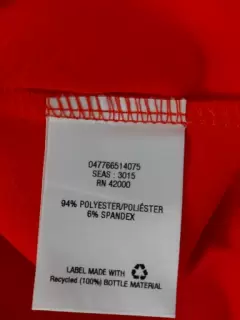 047766514075
SEAS : 3015
RN 42000
94% POLYESTER/POLIÉSTER
6% SPANDEX
LABEL MADE WITH
Recycled (100%) BOTTLE MATERIAL